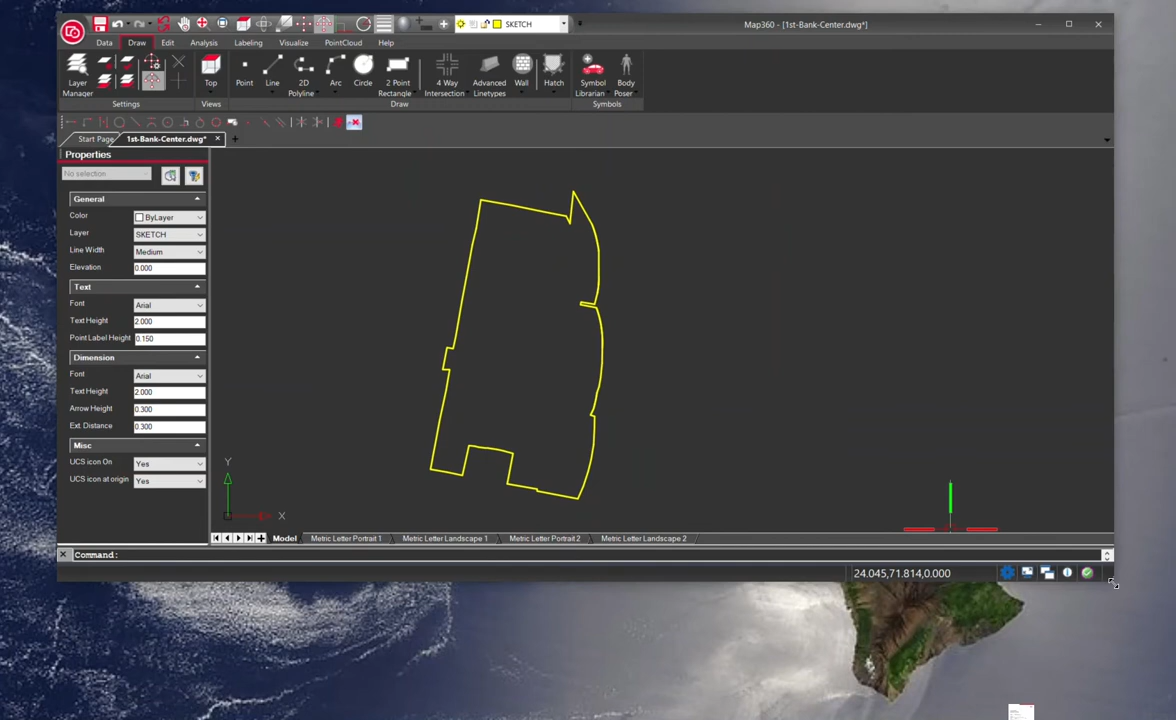 SKETCH
Map360 - [1st-Bank-Center.dwg*]
Data Draw Edit Analysis Labeling Visualize PointCloud Help
Layer Manager
Top
Point
Line
2D Polyline
Arc
Circle
2 Point Rectangle
4 Way Intersection
Advanced Linetypes
Wall
Hatch
Symbol Librarian
Body Poser
Settings Views Draw Symbols
Start Page 1st-Bank-Center.dwg*
Properties
No selection
General
Color ByLayer
Layer SKETCH
Line Width Medium
Elevation 0.000
Text
Font Arial
Text Height 2.000
Point Label Height 0.150
Dimension
Font Arial
Text Height 2.000
Arrow Height 0.300
Ext. Distance 0.300
Misc
UCS icon On Yes
UCS icon at origin Yes
Y
X
Model Metric Letter Portrait 1 Metric Letter Landscape 1 Metric Letter Portrait 2 Metric Letter Landscape 2
Command:
24.045,71.814,0.000